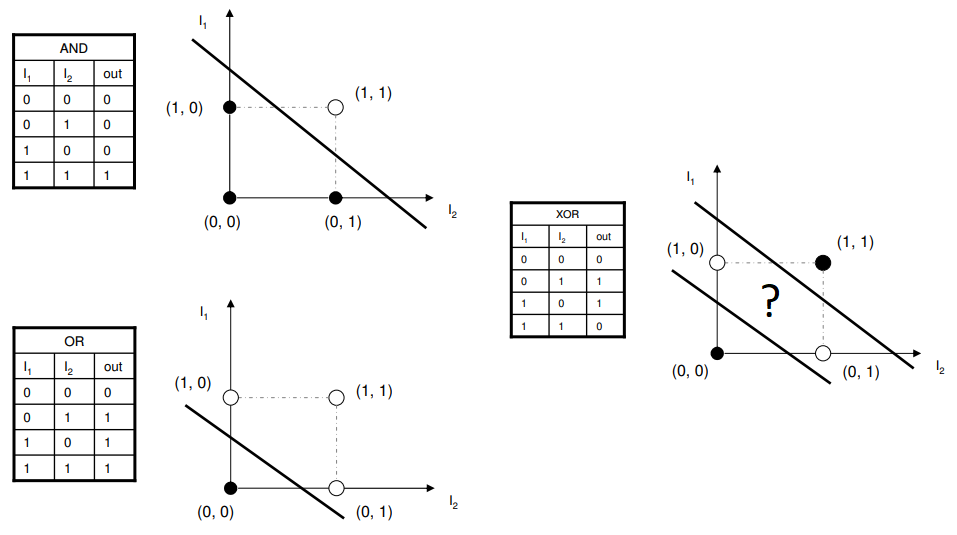 AND
I1 I2 out
0 0 0
0 1 0
1 0 0
1 1 1
I1
(1, 0)
(1, 1)
(0, 0)
(0, 1)
I2
OR
I1 I2 out
0 0 0
0 1 1
1 0 1
1 1 1
I1
(1, 0)
(1, 1)
(0, 0)
(0, 1)
I2
XOR
I1 I2 out
0 0 0
0 1 1
1 0 1
1 1 0
I1
(1, 0)
(1, 1)
?
(0, 0)
(0, 1)
I2